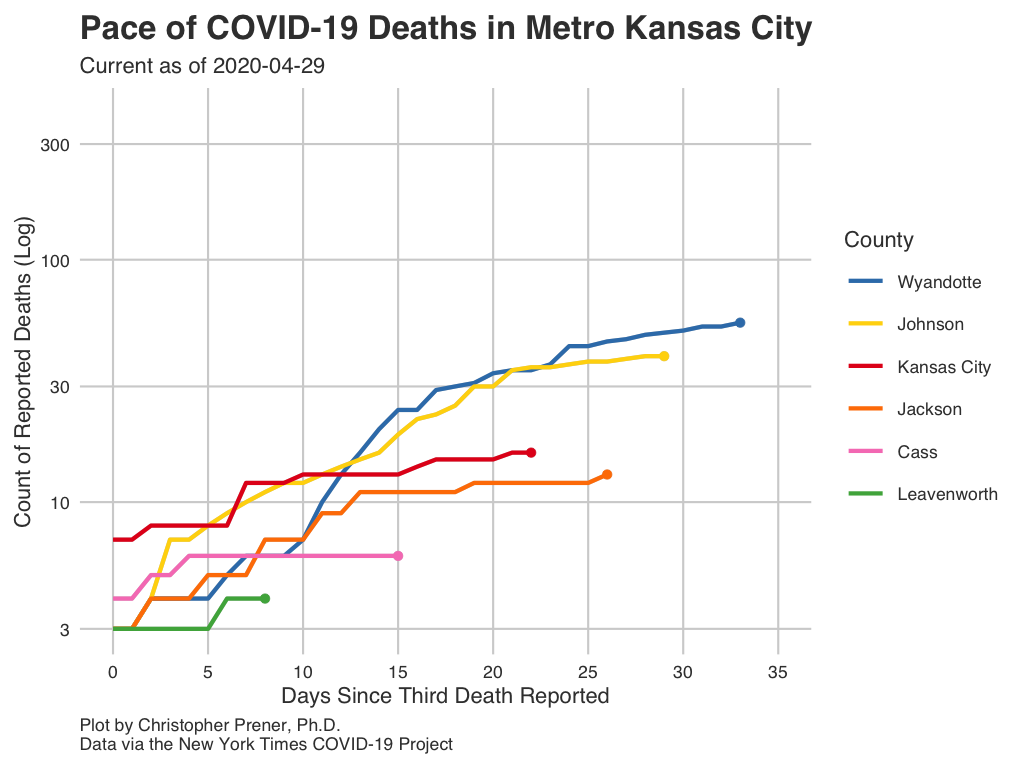 Pace of COVID-19 Deaths in Metro Kansas City
Current as of 2020-04-29
Count of Reported Deaths (Log)
300
100
30
10
3
0 5 10 15 20 25 30 35
Days Since Third Death Reported
County
Wyandotte
Johnson
Kansas City
Jackson
Cass
Leavenworth
Plot by Christopher Prener, Ph.D.
Data via the New York Times COVID-19 Project